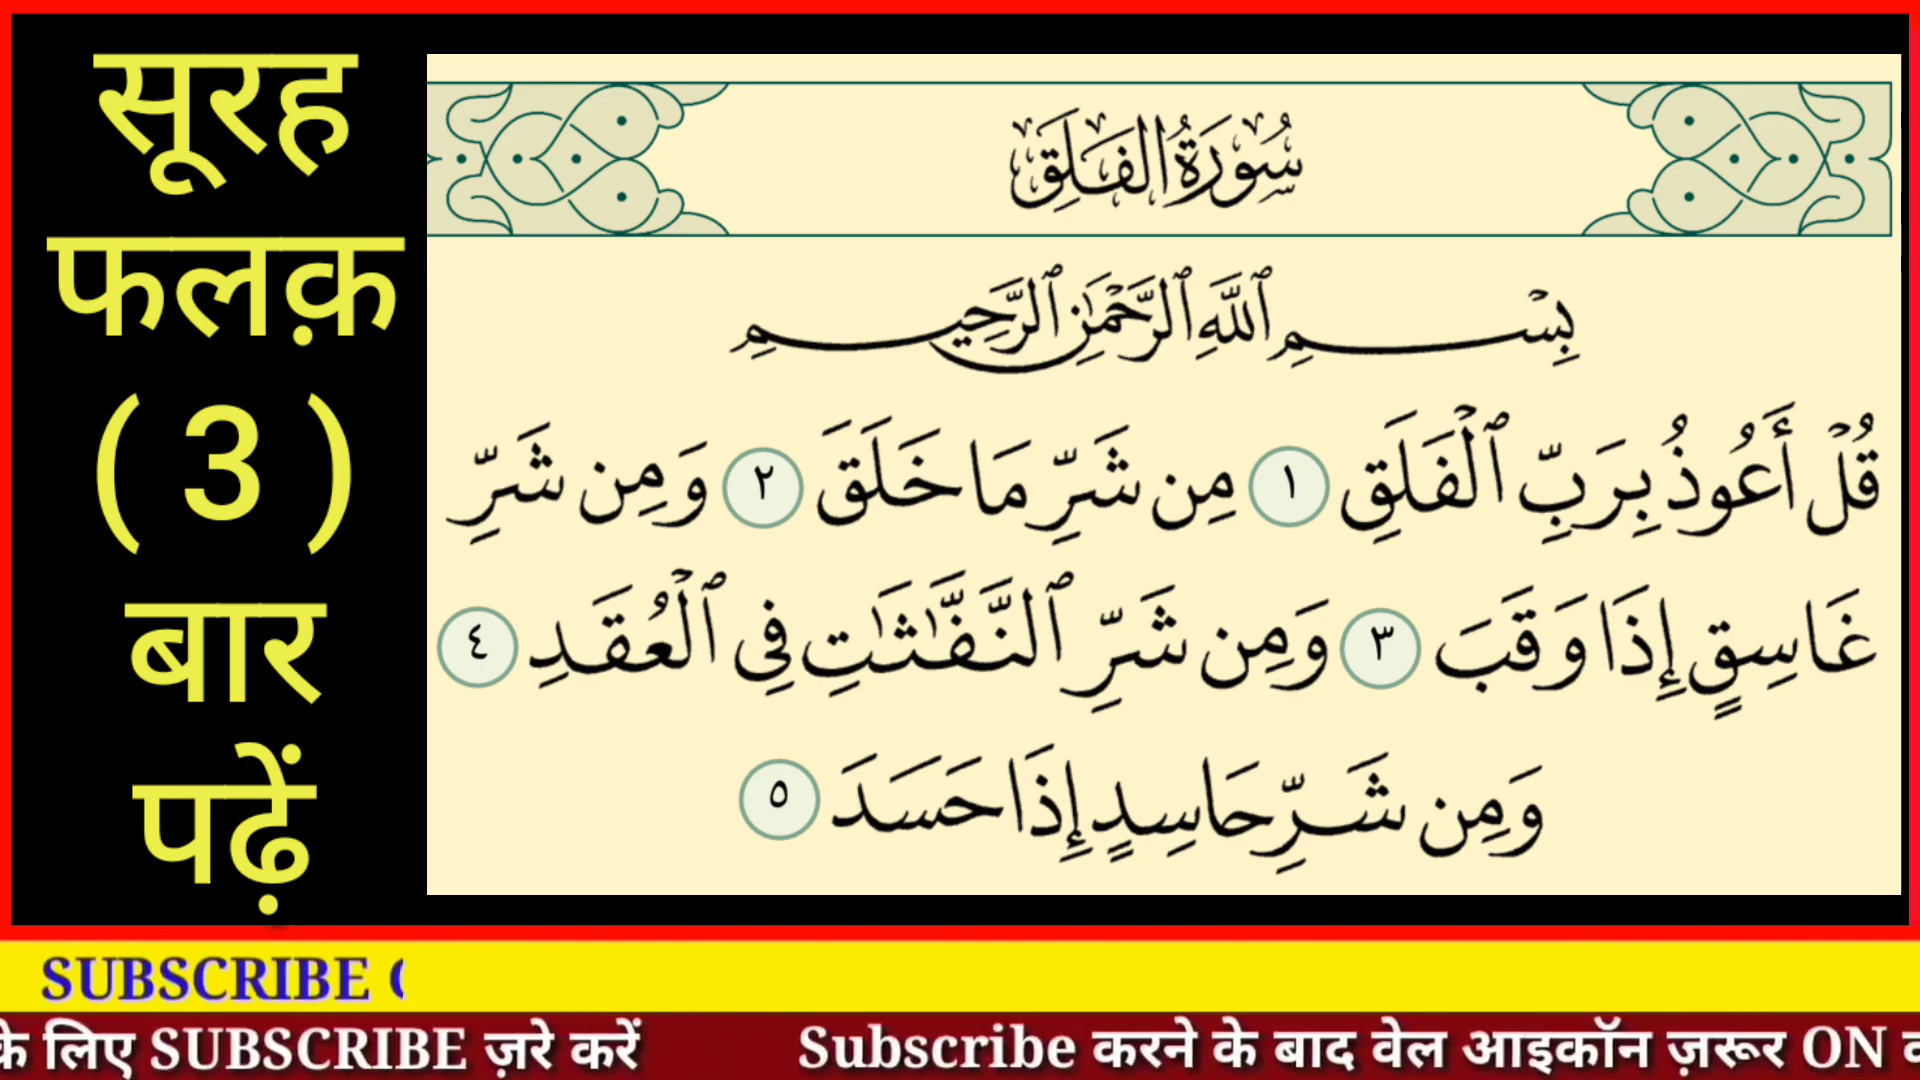 सूरह
फलक़
( 3 )
बार
पढ़ें
سُورَةُ الفَلَقِ
بِسْمِ ٱللَّهِ ٱلرَّحْمَٰنِ ٱلرَّحِيمِ
قُلْ أَعُوذُ بِرَبِّ ٱلْفَلَقِ ١ مِن شَرِّ مَا خَلَقَ ٢ وَمِن شَرِّ
غَاسِقٍ إِذَا وَقَبَ ٣ وَمِن شَرِّ ٱلنَّفَّٰثَٰتِ فِى ٱلْعُقَدِ ٤
وَمِن شَرِّ حَاسِدٍ إِذَا حَسَدَ ٥
SUBSCRIBE
के लिए SUBSCRIBE ज़रे करें Subscribe करने के बाद वेल आइकॉन ज़रूर ON